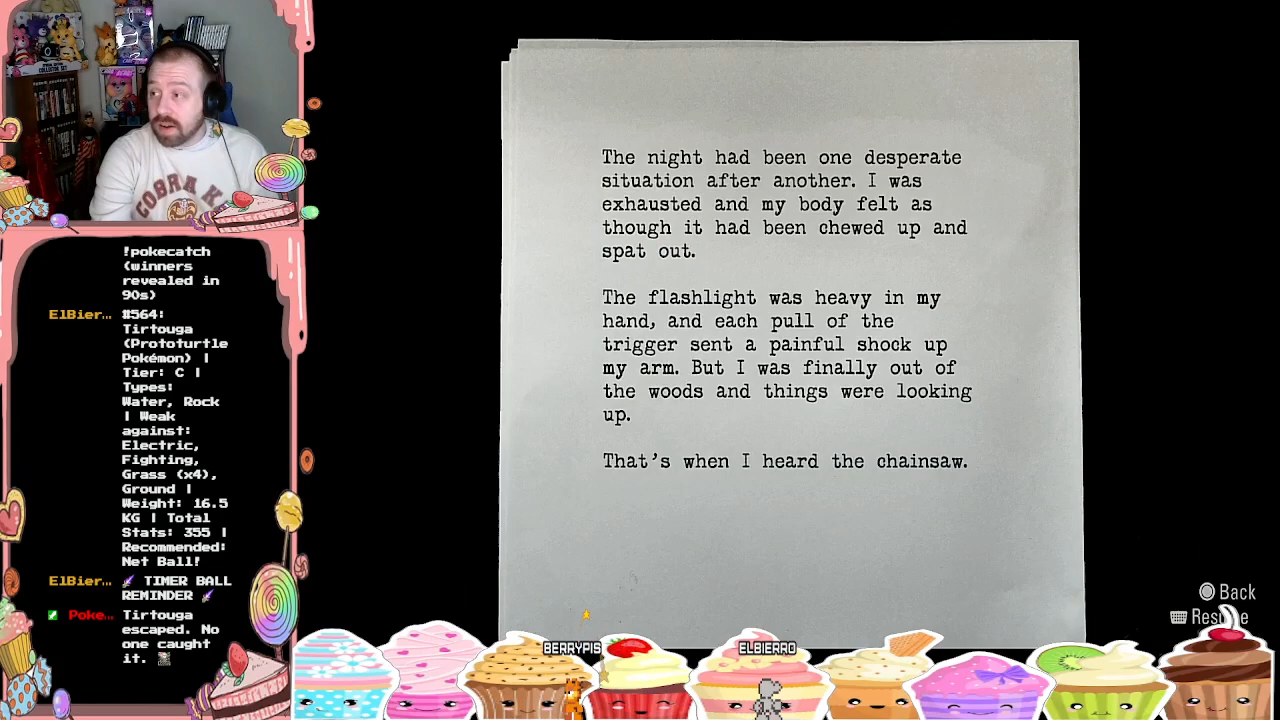 COBRA K
!pokecatch
(winners
revealed in
90s)
ElBier… #564:
Tirtouga
(Prototurtle
Pokémon) |
Tier: C |
Types:
Water, Rock
| Weak
against:
Electric,
Fighting,
Grass (x4),
Ground |
Weight: 16.5
KG | Total
Stats: 355 |
Recommended:
Net Ball!
ElBier… TIMER BALL
REMINDER
Poke… Tirtouga
escaped. No
one caught
it.
The night had been one desperate
situation after another. I was
exhausted and my body felt as
though it had been chewed up and
spat out.
The flashlight was heavy in my
hand, and each pull of the
trigger sent a painful shock up
my arm. But I was finally out of
the woods and things were looking
up.
That's when I heard the chainsaw.
Back
BERRYPIS
ELBIERRO